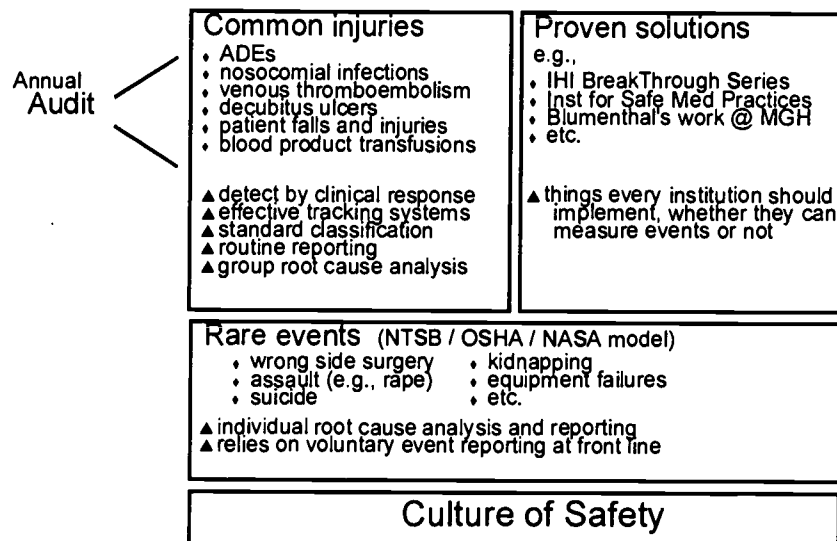 Annual
Audit
Common injuries
♦ ADEs
♦ nosocomial infections
♦ venous thromboembolism
♦ decubitus ulcers
♦ patient falls and injuries
♦ blood product transfusions
▲ detect by clinical response
▲ effective tracking systems
▲ standard classification
▲ routine reporting
▲ group root cause analysis
Proven solutions
e.g.,
♦ IHI BreakThrough Series
♦ Inst for Safe Med Practices
♦ Blumenthal's work @ MGH
♦ etc.
▲ things every institution should
implement, whether they can
measure events or not
Rare events (NTSB / OSHA / NASA model)
♦ wrong side surgery
♦ assault (e.g., rape)
♦ suicide
♦ kidnapping
♦ equipment failures
♦ etc.
▲ individual root cause analysis and reporting
▲ relies on voluntary event reporting at front line
Culture of Safety